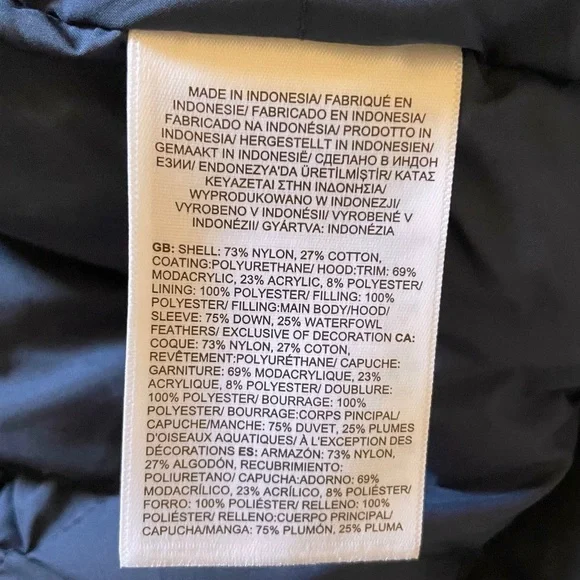 MADE IN INDONESIA/ FABRIQUÉ EN
INDONESIE/ FABRICADO EN INDONESIA/
FABRICADO NA INDONÉSIA/ PRODOTTO IN
INDONESIA/ HERGESTELLT IN INDONESIEN/
GEMAAKT IN INDONESIË/ СДЕЛАНО В ИНДОН
ЕЗИИ/ ENDONEZYA'DA ÜRETİLMİŞTİR/ ΚΑΤΑΣ
ΚΕΥΑΖΕΤΑΙ ΣΤΗΝ ΙΝΔΟΝΗΣΙΑ/
WYPRODUKOWANO W INDONEZJI/
VYROBENO V INDONÉSII/ VYROBENÉ V
INDONÉZII/ GYÁRTVA: INDONÉZIA
GB: SHELL: 73% NYLON, 27% COTTON,
COATING:POLYURETHANE/ HOOD:TRIM: 69%
MODACRYLIC, 23% ACRYLIC, 8% POLYESTER/
LINING: 100% POLYESTER/ FILLING: 100%
POLYESTER/ FILLING:MAIN BODY/HOOD/
SLEEVE: 75% DOWN, 25% WATERFOWL
FEATHERS/ EXCLUSIVE OF DECORATION CA:
COQUE: 73% NYLON, 27% COTON,
REVÊTEMENT:POLYURÉTHANE/ CAPUCHE:
GARNITURE: 69% MODACRYLIQUE, 23%
ACRYLIQUE, 8% POLYESTER/ DOUBLURE:
100% POLYESTER/ BOURRAGE: 100%
POLYESTER/ BOURRAGE:CORPS PINCIPAL/
CAPUCHE/MANCHE: 75% DUVET, 25% PLUMES
D'OISEAUX AQUATIQUES/ À L'EXCEPTION DES
DÉCORATIONS ES: ARMAZÓN: 73% NYLON,
27% ALGODÓN, RECUBRIMIENTO:
POLIURETANO/ CAPUCHA:ADORNO: 69%
MODACRÍLICO, 23% ACRÍLICO, 8% POLIÉSTER/
FORRO: 100% POLIÉSTER/ RELLENO: 100%
POLIÉSTER/ RELLENO:CUERPO PRINCIPAL/
CAPUCHA/MANGA: 75% PLUMÓN, 25% PLUMA